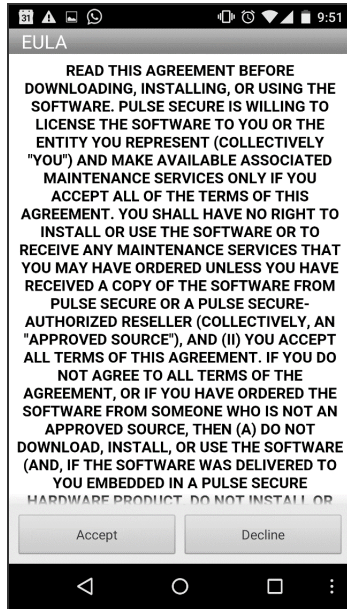 31 9:51
EULA
READ THIS AGREEMENT BEFORE
DOWNLOADING, INSTALLING, OR USING THE
SOFTWARE. PULSE SECURE IS WILLING TO
LICENSE THE SOFTWARE TO YOU OR THE
ENTITY YOU REPRESENT (COLLECTIVELY
"YOU") AND MAKE AVAILABLE ASSOCIATED
MAINTENANCE SERVICES ONLY IF YOU
ACCEPT ALL OF THE TERMS OF THIS
AGREEMENT. YOU SHALL HAVE NO RIGHT TO
INSTALL OR USE THE SOFTWARE OR TO
RECEIVE ANY MAINTENANCE SERVICES THAT
YOU MAY HAVE ORDERED UNLESS YOU HAVE
RECEIVED A COPY OF THE SOFTWARE FROM
PULSE SECURE OR A PULSE SECURE-
AUTHORIZED RESELLER (COLLECTIVELY, AN
"APPROVED SOURCE"), AND (II) YOU ACCEPT
ALL TERMS OF THIS AGREEMENT. IF YOU DO
NOT AGREE TO ALL TERMS OF THE
AGREEMENT, OR IF YOU HAVE ORDERED THE
SOFTWARE FROM SOMEONE WHO IS NOT AN
APPROVED SOURCE, THEN (A) DO NOT
DOWNLOAD, INSTALL, OR USE THE SOFTWARE
(AND, IF THE SOFTWARE WAS DELIVERED TO
YOU EMBEDDED IN A PULSE SECURE
HARDWARE PRODUCT, DO NOT INSTALL OR
Accept Decline